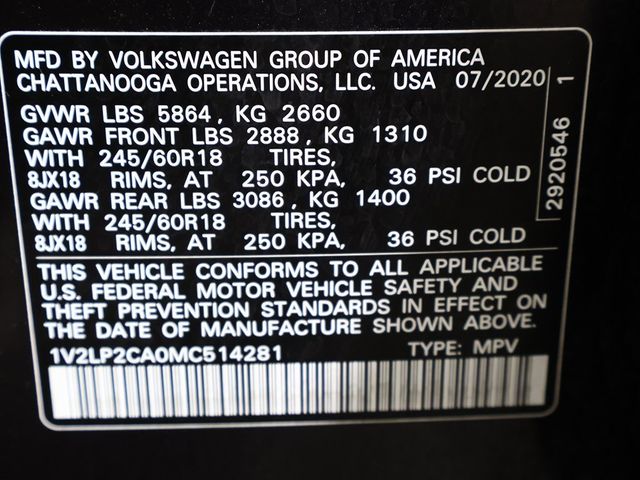 MFD BY VOLKSWAGEN GROUP OF AMERICA
CHATTANOOGA OPERATIONS, LLC. USA 07/2020
GVWR LBS 5864, KG 2660
GAWR FRONT LBS 2888, KG 1310
WITH 245/60R18 TIRES,
8JX18 RIMS, AT 250 KPA, 36 PSI COLD
GAWR REAR LBS 3086, KG 1400
WITH 245/60R18 TIRES,
8JX18 RIMS, AT 250 KPA, 36 PSI COLD
THIS VEHICLE CONFORMS TO ALL APPLICABLE
U.S. FEDERAL MOTOR VEHICLE SAFETY AND
THEFT PREVENTION STANDARDS IN EFFECT ON
THE DATE OF MANUFACTURE SHOWN ABOVE.
1V2LP2CA0MC514281 TYPE: MPV
2920546 1